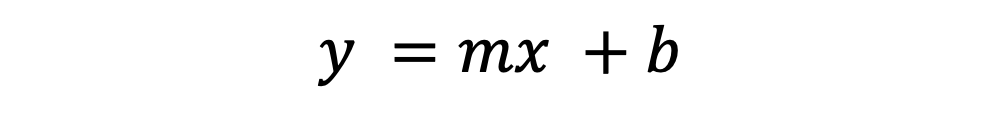 y = mx + b